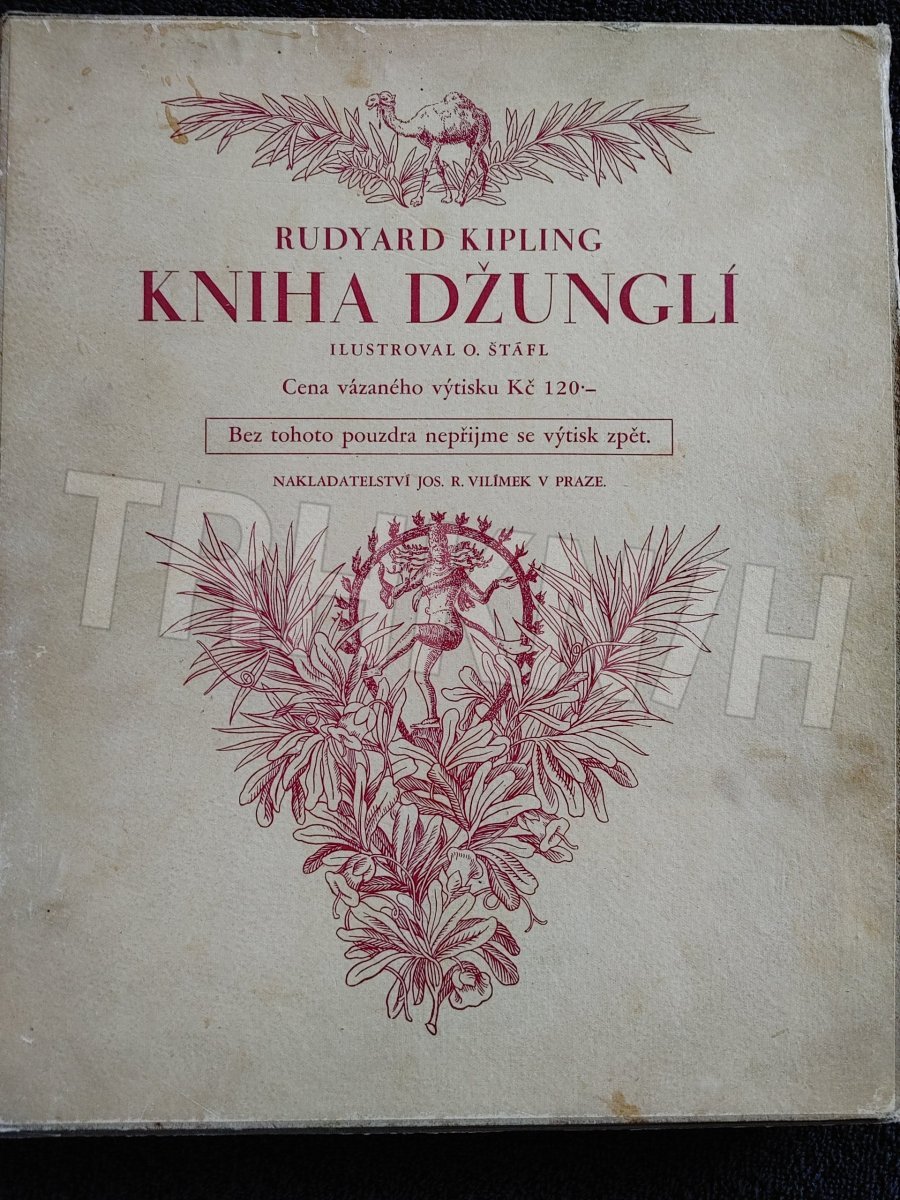 RUDYARD KIPLING
KNIHA DŽUNGLÍ
ILUSTROVAL O. ŠTÁFL
Cena vázaného výtisku Kč 120·–
Bez tohoto pouzdra nepřijme se výtisk zpět.
NAKLADATELSTVÍ JOS. R. VILÍMEK V PRAZE.